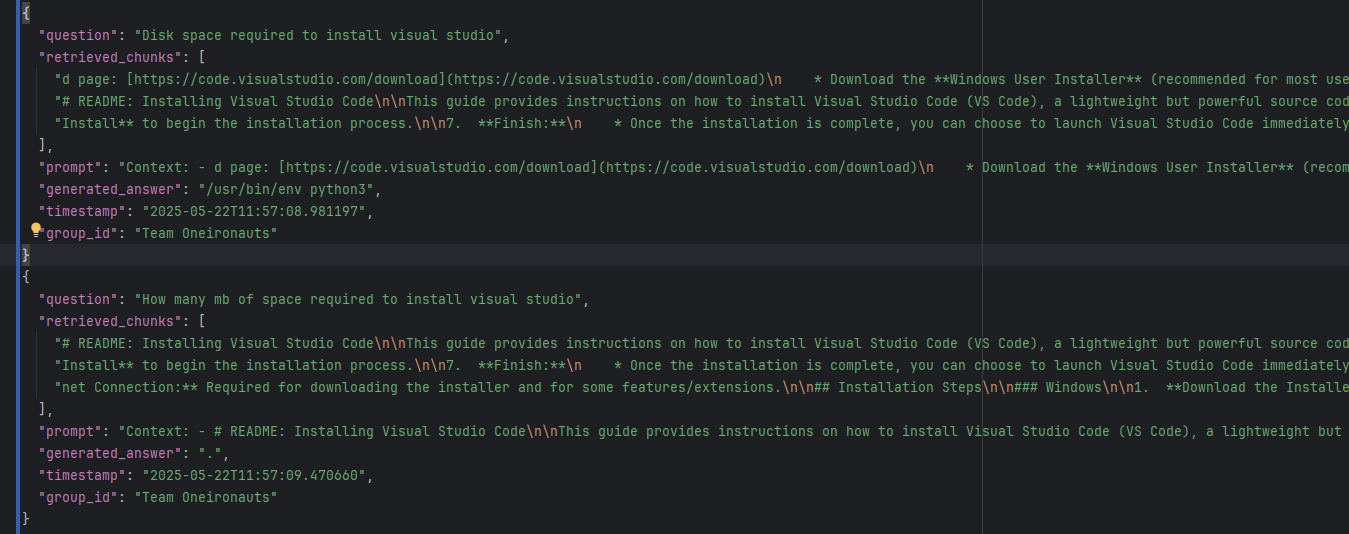 {
"question": "Disk space required to install visual studio",
"retrieved_chunks": [
"d page: [https://code.visualstudio.com/download](https://code.visualstudio.com/download)\n    * Download the **Windows User Installer** (recommended for most use
"# README: Installing Visual Studio Code\n\nThis guide provides instructions on how to install Visual Studio Code (VS Code), a lightweight but powerful source cod
"Install** to begin the installation process.\n\n7.  **Finish:**\n    * Once the installation is complete, you can choose to launch Visual Studio Code immediately
],
"prompt": "Context: - d page: [https://code.visualstudio.com/download](https://code.visualstudio.com/download)\n    * Download the **Windows User Installer** (recom
"generated_answer": "/usr/bin/env python3",
"timestamp": "2025-05-22T11:57:08.981197",
"group_id": "Team Oneironauts"
}
{
"question": "How many mb of space required to install visual studio",
"retrieved_chunks": [
"# README: Installing Visual Studio Code\n\nThis guide provides instructions on how to install Visual Studio Code (VS Code), a lightweight but powerful source cod
"Install** to begin the installation process.\n\n7.  **Finish:**\n    * Once the installation is complete, you can choose to launch Visual Studio Code immediately
"net Connection:** Required for downloading the installer and for some features/extensions.\n\n## Installation Steps\n\n### Windows\n\n1.  **Download the Installe
],
"prompt": "Context: - # README: Installing Visual Studio Code\n\nThis guide provides instructions on how to install Visual Studio Code (VS Code), a lightweight but
"generated_answer": ".",
"timestamp": "2025-05-22T11:57:09.470660",
"group_id": "Team Oneironauts"
}